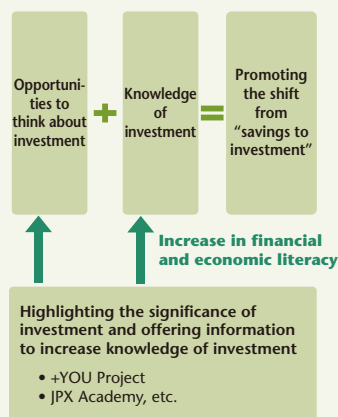 Opportuni-
ties to
think about
investment
+
Knowledge
of
investment
=
Promoting
the shift
from
“savings to
investment”
Increase in financial
and economic literacy
Highlighting the significance of
investment and offering information
to increase knowledge of investment
• +YOU Project
• JPX Academy, etc.